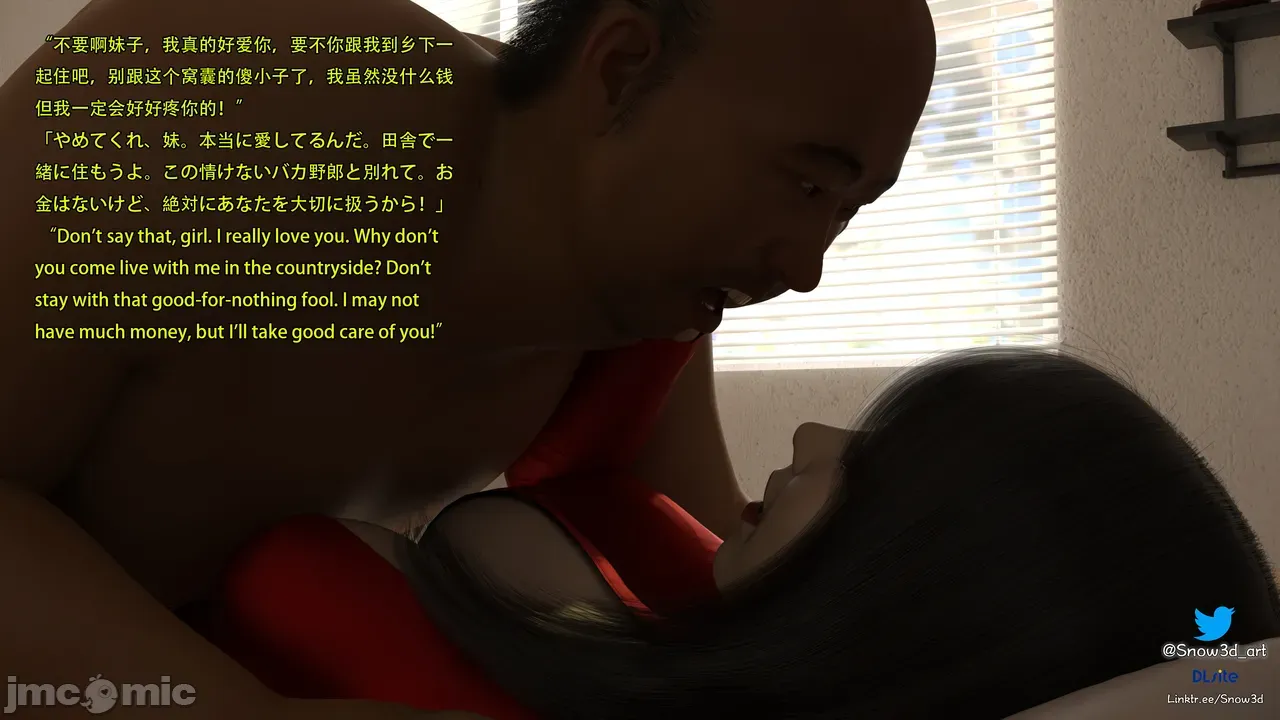 “不要啊妹子，我真的好爱你，要不你跟我到乡下一
起住吧，别跟这个窝囊的傻小子了，我虽然没什么钱
但我一定会好好疼你的！”
「やめてくれ、妹。本当に愛してるんだ。田舎で一
緒に住もうよ。この情けないバカ野郎と別れて。お
金はないけど、絶対にあなたを大切に扱うから！」
“Don’t say that, girl. I really love you. Why don’t
you come live with me in the countryside? Don’t
stay with that good-for-nothing fool. I may not
have much money, but I’ll take good care of you!”
@Snow3d_art
DLsite
Linktr.ee/Snow3d
jmcomic